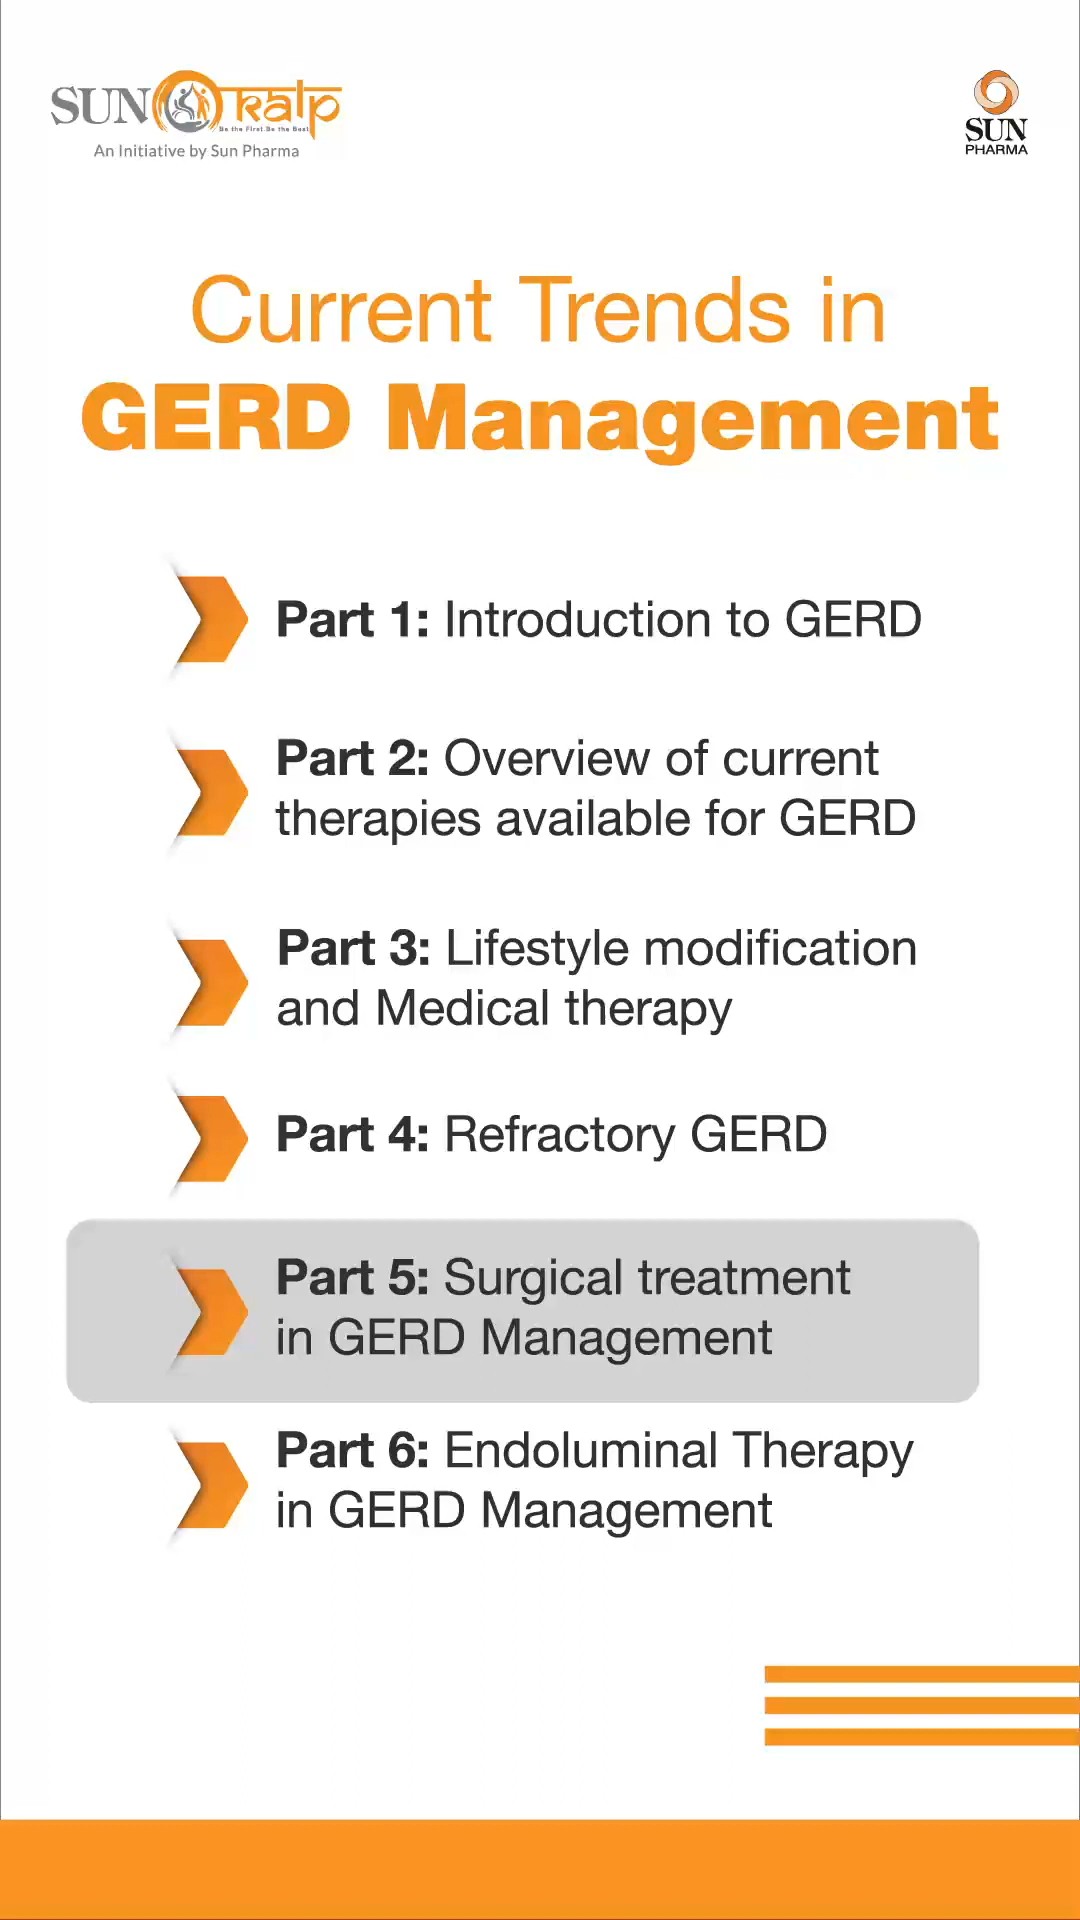 SUN kalp
Be the First. Be the Best
An Initiative by Sun Pharma
SUN
PHARMA
Current Trends in
GERD Management
Part 1: Introduction to GERD
Part 2: Overview of current
therapies available for GERD
Part 3: Lifestyle modification
and Medical therapy
Part 4: Refractory GERD
Part 5: Surgical treatment
in GERD Management
Part 6: Endoluminal Therapy
in GERD Management